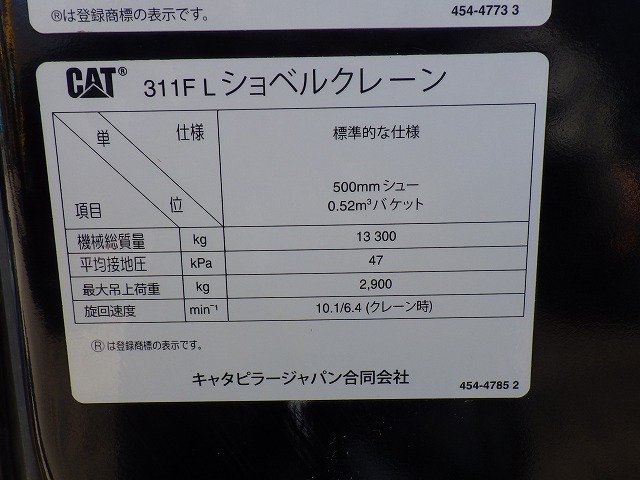 ®は登録商標の表示です。
454-4773 3
CAT® 311F L ショベルクレーン
単 仕様
標準的な仕様
項目 位
500mm シュー
0.52m³バケット
機械総質量 kg 13 300
平均接地圧 kPa 47
最大吊上荷重 kg 2,900
旋回速度 min⁻¹ 10.1/6.4 (クレーン時)
®は登録商標の表示です。
キャタピラージャパン合同会社
454-4785 2